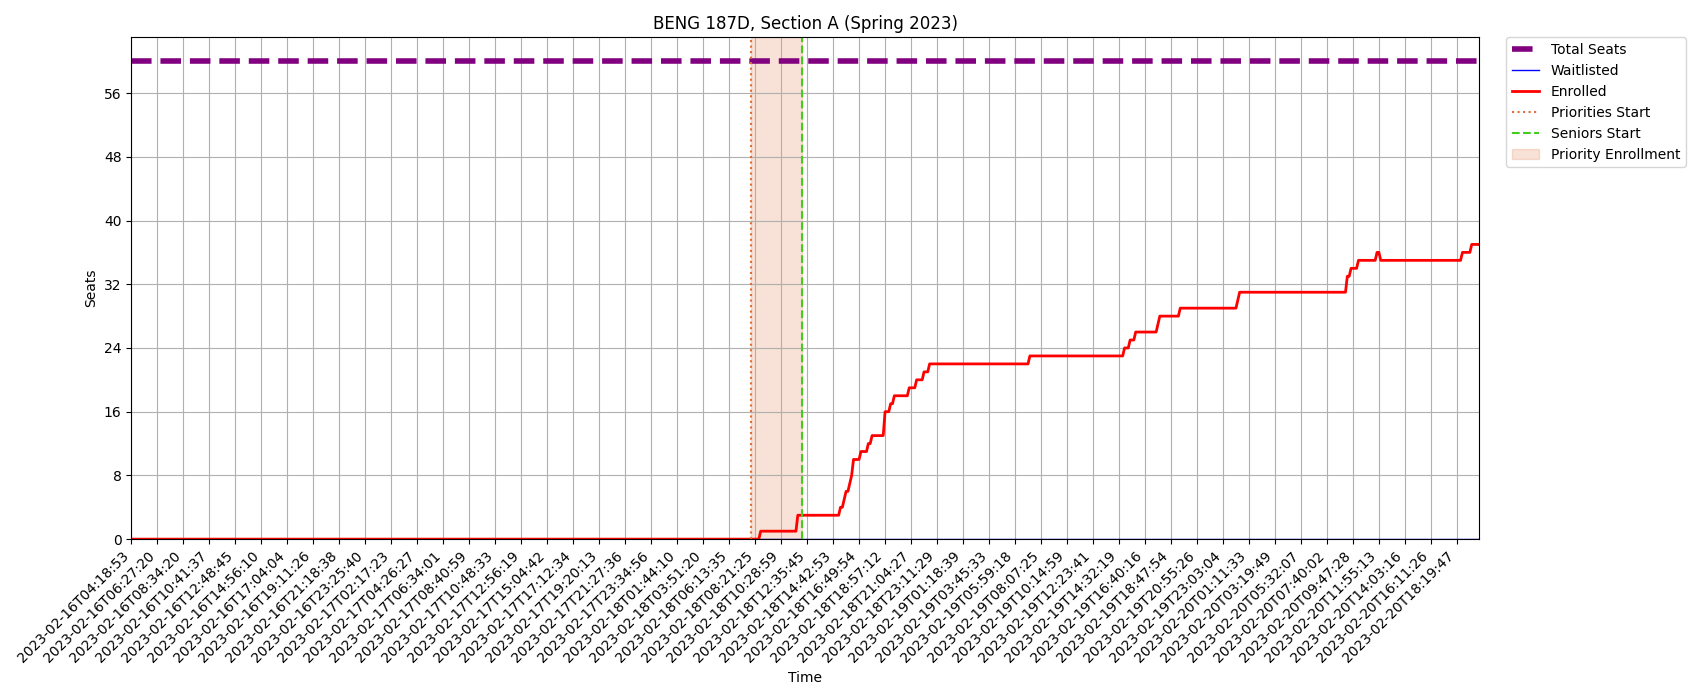 BENG 187D, Section A (Spring 2023)
Total Seats
Waitlisted
Enrolled
Priorities Start
Seniors Start
Priority Enrollment
Seats
56
48
40
32
24
16
8
0
2023-02-16T04:18:53
2023-02-16T06:27:20
2023-02-16T08:34:20
2023-02-16T10:41:37
2023-02-16T12:48:45
2023-02-16T14:56:10
2023-02-16T17:04:04
2023-02-16T19:11:26
2023-02-16T21:18:38
2023-02-16T23:25:40
2023-02-17T02:17:23
2023-02-17T04:26:27
2023-02-17T06:34:01
2023-02-17T08:40:59
2023-02-17T10:48:33
2023-02-17T12:56:19
2023-02-17T15:04:42
2023-02-17T17:12:34
2023-02-17T19:20:13
2023-02-17T21:27:36
2023-02-17T23:34:56
2023-02-18T01:44:10
2023-02-18T03:51:20
2023-02-18T06:13:35
2023-02-18T08:21:25
2023-02-18T10:28:59
2023-02-18T12:35:45
2023-02-18T14:42:53
2023-02-18T16:49:54
2023-02-18T18:57:12
2023-02-18T21:04:27
2023-02-18T23:11:29
2023-02-19T01:18:39
2023-02-19T03:45:33
2023-02-19T05:59:18
2023-02-19T08:07:25
2023-02-19T10:14:59
2023-02-19T12:23:41
2023-02-19T14:32:19
2023-02-19T16:40:16
2023-02-19T18:47:54
2023-02-19T20:55:26
2023-02-19T23:03:04
2023-02-20T01:11:33
2023-02-20T03:19:49
2023-02-20T05:32:07
2023-02-20T07:40:02
2023-02-20T09:47:28
2023-02-20T11:55:13
2023-02-20T14:03:16
2023-02-20T16:11:26
2023-02-20T18:19:47
Time